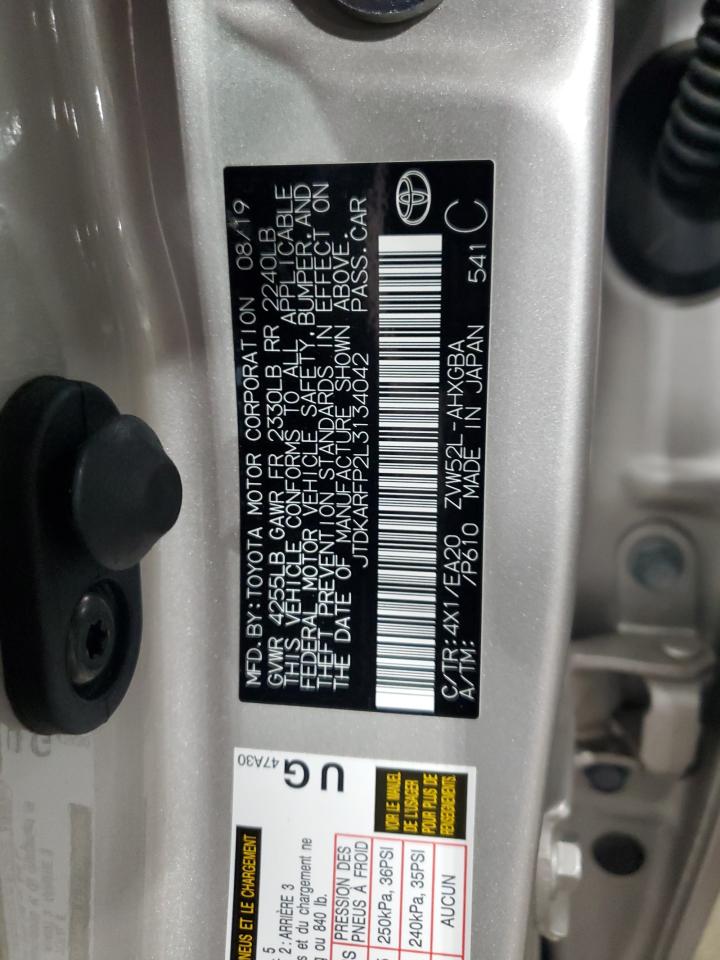 MFD. BY: TOYOTA MOTOR CORPORATION 08/19
GVWR 4255LB GAWR FR 2330LB RR 2240LB
THIS VEHICLE CONFORMS TO ALL APPLICABLE
FEDERAL MOTOR VEHICLE SAFETY, BUMPER, AND
THEFT PREVENTION STANDARDS IN EFFECT ON
THE DATE OF MANUFACTURE SHOWN ABOVE.
JTDKARFP2L3134042 PASS. CAR
C/TR: 4X1/EA20 ZVW52L-AHXGBA
A/TM: /P610 MADE IN JAPAN 541 C
47A30
UG
NEUS ET LE CHARGEMENT
5
2 : ARRIÈRE 3
s et du chargement ne
g ou 840 lb.
PRESSION DES
PNEUS À FROID
250kPa, 36PSI
240kPa, 35PSI
AUCUN
VOIR LE MANUEL
DE L'USAGER
POUR PLUS DE
RENSEIGNEMENTS